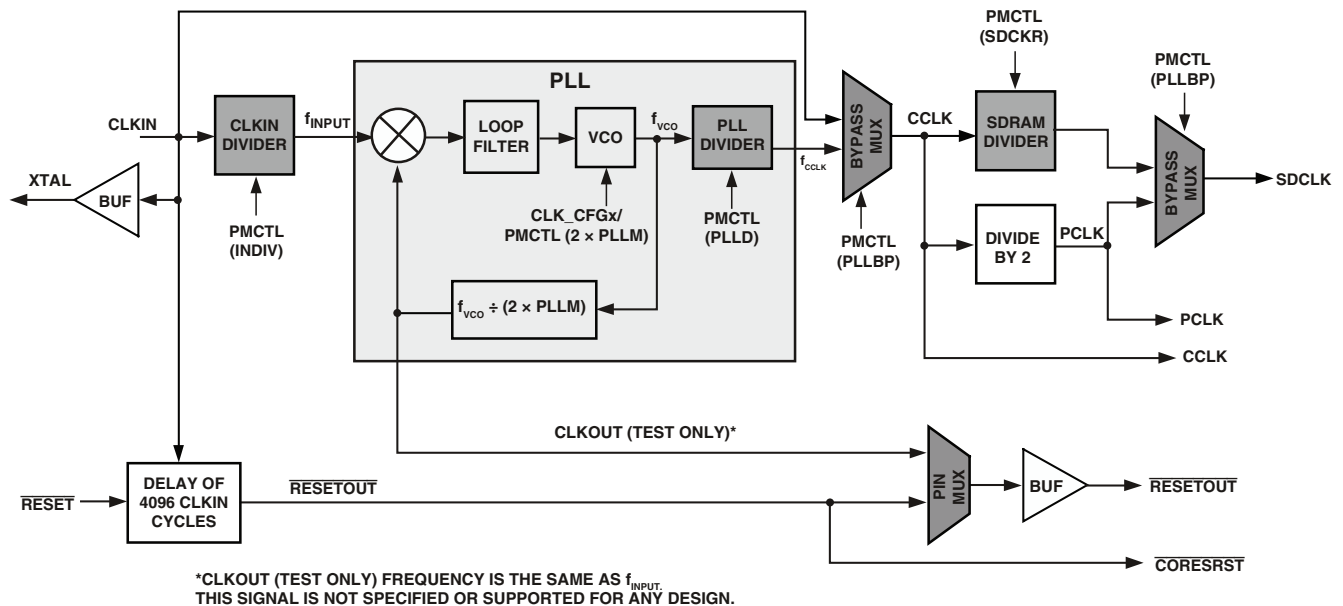 PMCTL
(SDCKR)
PMCTL
(PLLBP)
PLL
CLKIN
CLKIN
DIVIDER
fINPUT
LOOP
FILTER
VCO
fVCO
PLL
DIVIDER
fCCLK
BYPASS
MUX
CCLK
SDRAM
DIVIDER
BYPASS
MUX
SDCLK
XTAL
BUF
PMCTL
(INDIV)
CLK_CFGx/
PMCTL (2 × PLLM)
PMCTL
(PLLD)
PMCTL
(PLLBP)
DIVIDE
BY 2
PCLK
fVCO ÷ (2 × PLLM)
PCLK
CCLK
CLKOUT (TEST ONLY)*
RESET
DELAY OF
4096 CLKIN
CYCLES
RESETOUT
PIN
MUX
BUF
RESETOUT
CORESRST
*CLKOUT (TEST ONLY) FREQUENCY IS THE SAME AS fINPUT.
THIS SIGNAL IS NOT SPECIFIED OR SUPPORTED FOR ANY DESIGN.